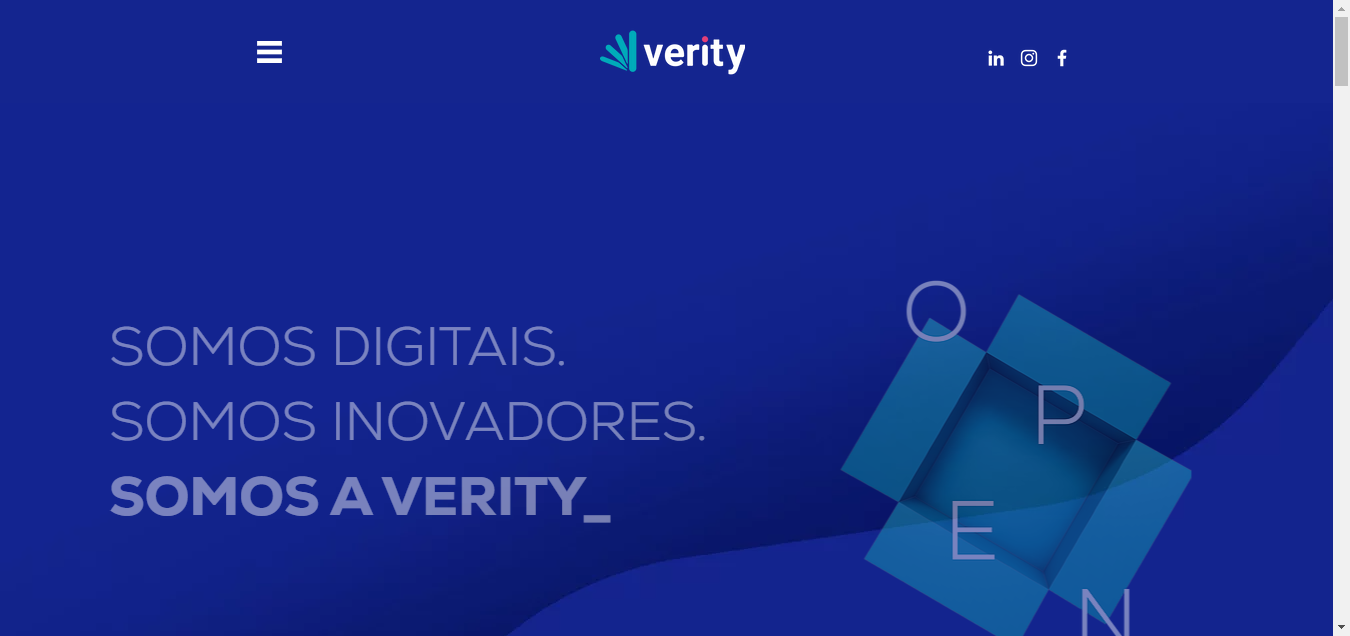 verity
SOMOS DIGITAIS.
SOMOS INOVADORES.
SOMOS A VERITY_
O
P
E
N